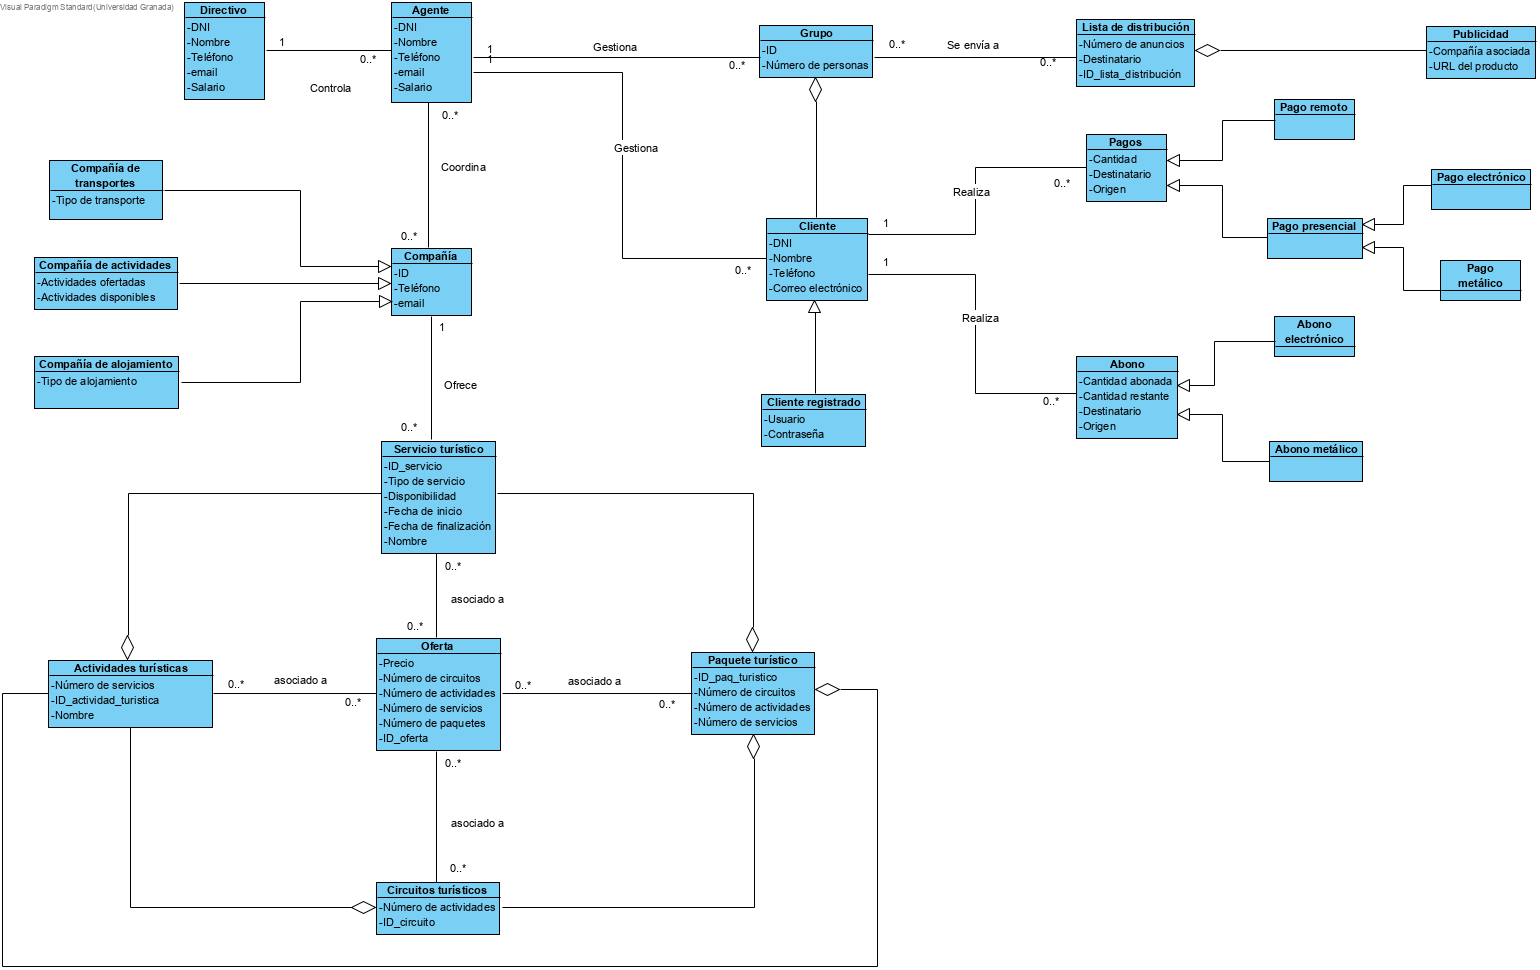 Visual Paradigm Standard(Universidad Granada)
Directivo
-DNI
-Nombre
-Teléfono
-email
-Salario
1
0..*
Controla
Agente
-DNI
-Nombre
-Teléfono
-email
-Salario
1
1
Gestiona
0..*
Grupo
-ID
-Número de personas
0..*
Se envía a
0..*
Lista de distribución
-Número de anuncios
-Destinatario
-ID_lista_distribución
Publicidad
-Compañía asociada
-URL del producto
0..*
Coordina
0..*
Gestiona
0..*
Compañía de
transportes
-Tipo de transporte
Compañía de actividades
-Actividades ofertadas
-Actividades disponibles
Compañía de alojamiento
-Tipo de alojamiento
Compañía
-ID
-Teléfono
-email
1
Ofrece
0..*
Cliente
-DNI
-Nombre
-Teléfono
-Correo electrónico
1
Realiza
0..*
1
Realiza
0..*
Pagos
-Cantidad
-Destinatario
-Origen
Pago remoto
Pago electrónico
Pago presencial
Pago
metálico
Abono
electrónico
Abono
-Cantidad abonada
-Cantidad restante
-Destinatario
-Origen
Abono metálico
Cliente registrado
-Usuario
-Contraseña
Servicio turístico
-ID_servicio
-Tipo de servicio
-Disponibilidad
-Fecha de inicio
-Fecha de finalización
-Nombre
0..*
asociado a
0..*
Actividades turísticas
-Número de servicios
-ID_actividad_turistica
-Nombre
0..*
asociado a
0..*
Oferta
-Precio
-Número de circuitos
-Número de actividades
-Número de servicios
-Número de paquetes
-ID_oferta
0..*
asociado a
0..*
Paquete turístico
-ID_paq_turistico
-Número de circuitos
-Número de actividades
-Número de servicios
0..*
asociado a
0..*
Circuitos turísticos
-Número de actividades
-ID_circuito